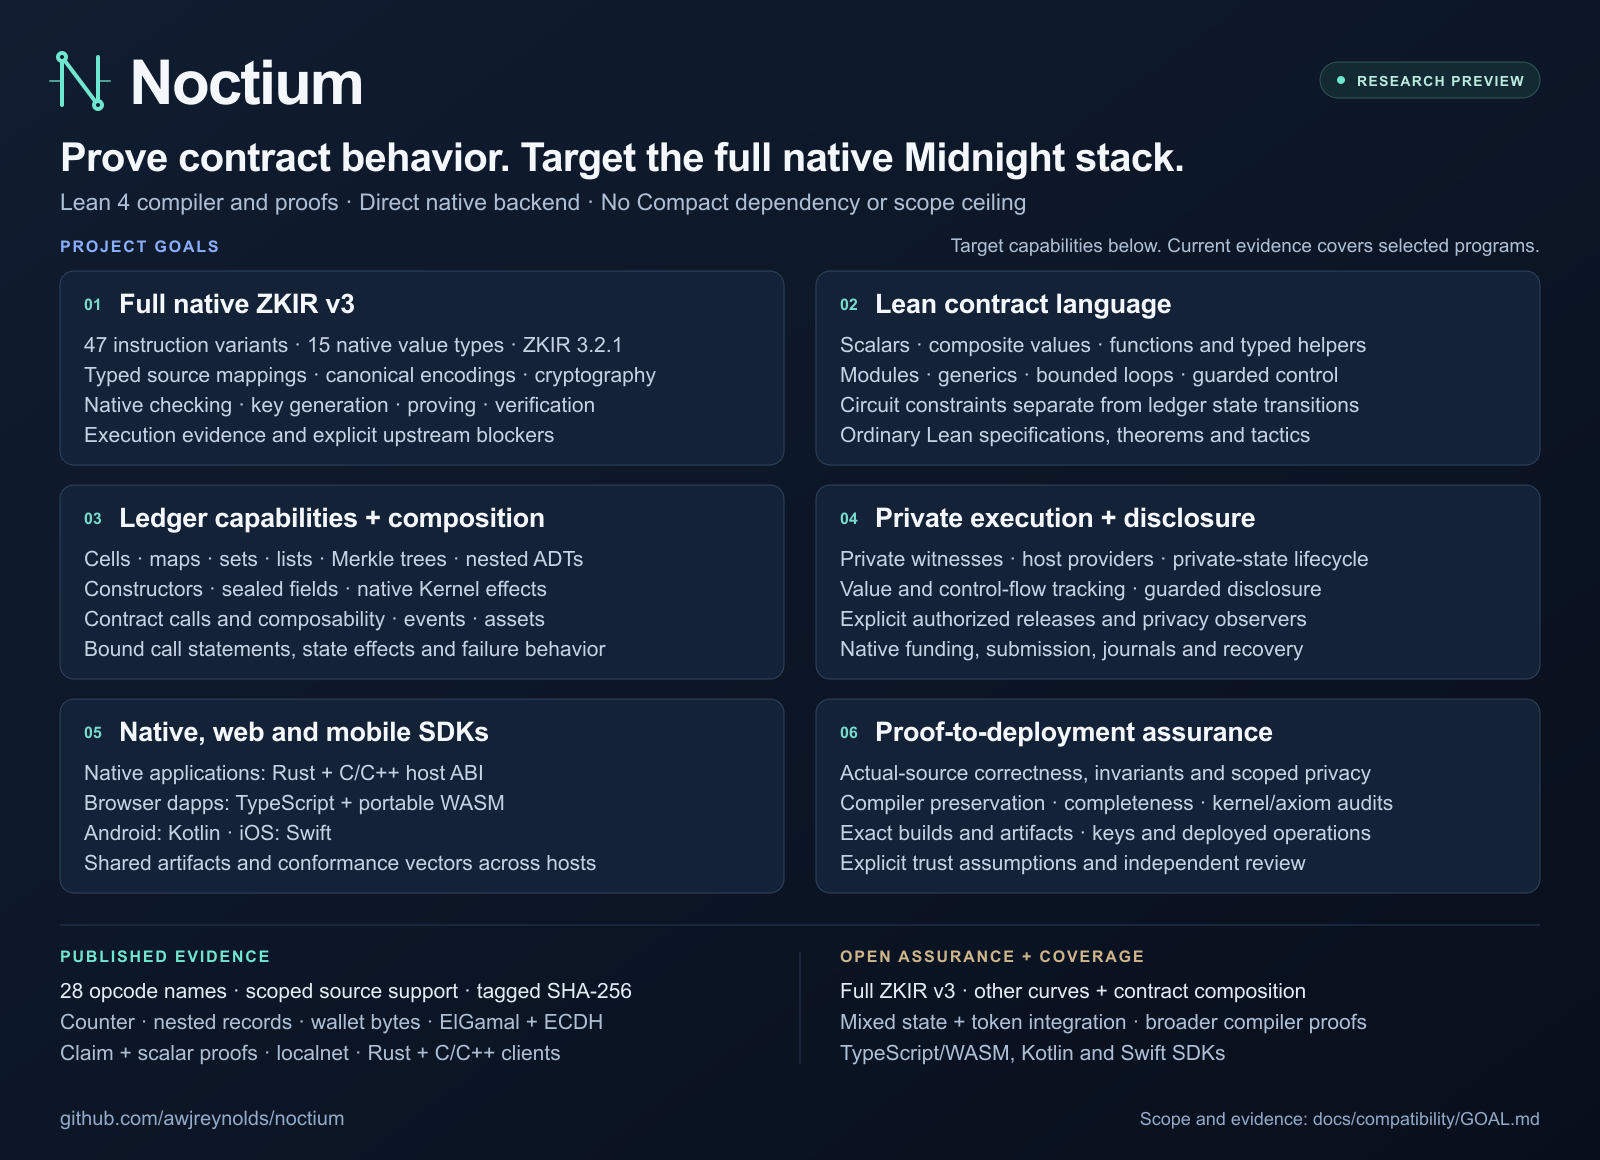 Noctium
RESEARCH PREVIEW
Prove contract behavior. Target the full native Midnight stack.
Lean 4 compiler and proofs · Direct native backend · No Compact dependency or scope ceiling
PROJECT GOALS
Target capabilities below. Current evidence covers selected programs.
01 Full native ZKIR v3
47 instruction variants · 15 native value types · ZKIR 3.2.1
Typed source mappings · canonical encodings · cryptography
Native checking · key generation · proving · verification
Execution evidence and explicit upstream blockers
02 Lean contract language
Scalars · composite values · functions and typed helpers
Modules · generics · bounded loops · guarded control
Circuit constraints separate from ledger state transitions
Ordinary Lean specifications, theorems and tactics
03 Ledger capabilities + composition
Cells · maps · sets · lists · Merkle trees · nested ADTs
Constructors · sealed fields · native Kernel effects
Contract calls and composability · events · assets
Bound call statements, state effects and failure behavior
04 Private execution + disclosure
Private witnesses · host providers · private-state lifecycle
Value and control-flow tracking · guarded disclosure
Explicit authorized releases and privacy observers
Native funding, submission, journals and recovery
05 Native, web and mobile SDKs
Native applications: Rust + C/C++ host ABI
Browser dapps: TypeScript + portable WASM
Android: Kotlin · iOS: Swift
Shared artifacts and conformance vectors across hosts
06 Proof-to-deployment assurance
Actual-source correctness, invariants and scoped privacy
Compiler preservation · completeness · kernel/axiom audits
Exact builds and artifacts · keys and deployed operations
Explicit trust assumptions and independent review
PUBLISHED EVIDENCE
28 opcode names · scoped source support · tagged SHA-256
Counter · nested records · wallet bytes · ElGamal + ECDH
Claim + scalar proofs · localnet · Rust + C/C++ clients
OPEN ASSURANCE + COVERAGE
Full ZKIR v3 · other curves + contract composition
Mixed state + token integration · broader compiler proofs
TypeScript/WASM, Kotlin and Swift SDKs
github.com/awjreynolds/noctium
Scope and evidence: docs/compatibility/GOAL.md